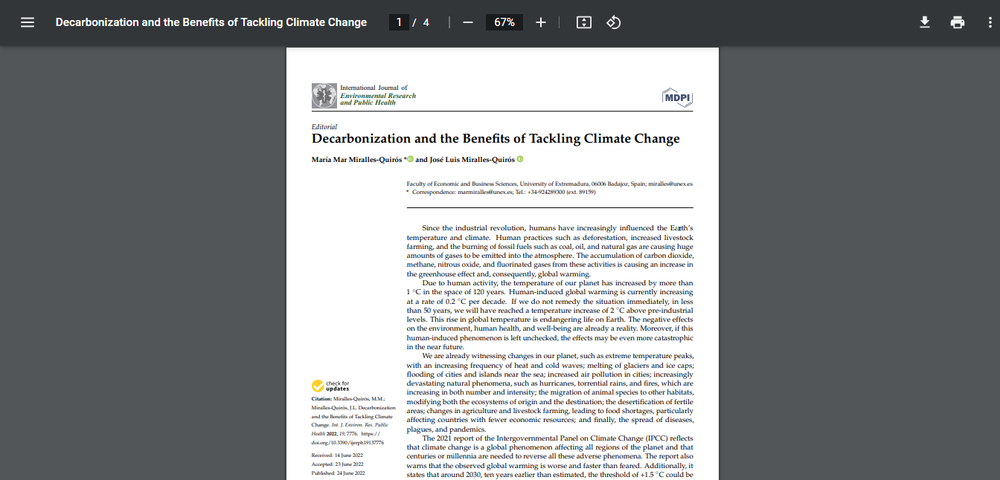 Decarbonization and the Benefits of Tackling Climate Change
1 / 4
67%
International Journal of
Environmental Research
and Public Health
MDPI
Editorial
Decarbonization and the Benefits of Tackling Climate Change
María Mar Miralles-Quirós * iD and José Luis Miralles-Quirós iD
Faculty of Economic and Business Sciences, University of Extremadura, 06006 Badajoz, Spain; miralles@unex.es
* Correspondence: marmiralles@unex.es; Tel.: +34-924289300 (ext. 89159)
Since the industrial revolution, humans have increasingly influenced the Earth's
temperature and climate. Human practices such as deforestation, increased livestock
farming, and the burning of fossil fuels such as coal, oil, and natural gas are causing huge
amounts of gases to be emitted into the atmosphere. The accumulation of carbon dioxide,
methane, nitrous oxide, and fluorinated gases from these activities is causing an increase in
the greenhouse effect and, consequently, global warming.
Due to human activity, the temperature of our planet has increased by more than
1 °C in the space of 120 years. Human-induced global warming is currently increasing
at a rate of 0.2 °C per decade. If we do not remedy the situation immediately, in less
than 50 years, we will have reached a temperature increase of 2 °C above pre-industrial
levels. This rise in global temperature is endangering life on Earth. The negative effects
on the environment, human health, and well-being are already a reality. Moreover, if this
human-induced phenomenon is left unchecked, the effects may be even more catastrophic
in the near future.
We are already witnessing changes in our planet, such as extreme temperature peaks,
with an increasing frequency of heat and cold waves; melting of glaciers and ice caps;
flooding of cities and islands near the sea; increased air pollution in cities; increasingly
devastating natural phenomena, such as hurricanes, torrential rains, and fires, which are
increasing in both number and intensity; the migration of animal species to other habitats,
modifying both the ecosystems of origin and the destination; the desertification of fertile
areas; changes in agriculture and livestock farming, leading to food shortages, particularly
affecting countries with fewer economic resources; and finally, the spread of diseases,
plagues, and pandemics.
The 2021 report of the Intergovernmental Panel on Climate Change (IPCC) reflects
that climate change is a global phenomenon affecting all regions of the planet and that
centuries or millennia are needed to reverse all these adverse phenomena. The report also
warns that the observed global warming is worse and faster than feared. Additionally, it
states that around 2030, ten years earlier than estimated, the threshold of +1.5 °C could be
check for
updates
Citation: Miralles-Quirós, M.M.;
Miralles-Quirós, J.L. Decarbonization
and the Benefits of Tackling Climate
Change. Int. J. Environ. Res. Public
Health 2022, 19, 7776. https://
doi.org/10.3390/ijerph19137776
Received: 14 June 2022
Accepted: 23 June 2022
Published: 24 June 2022